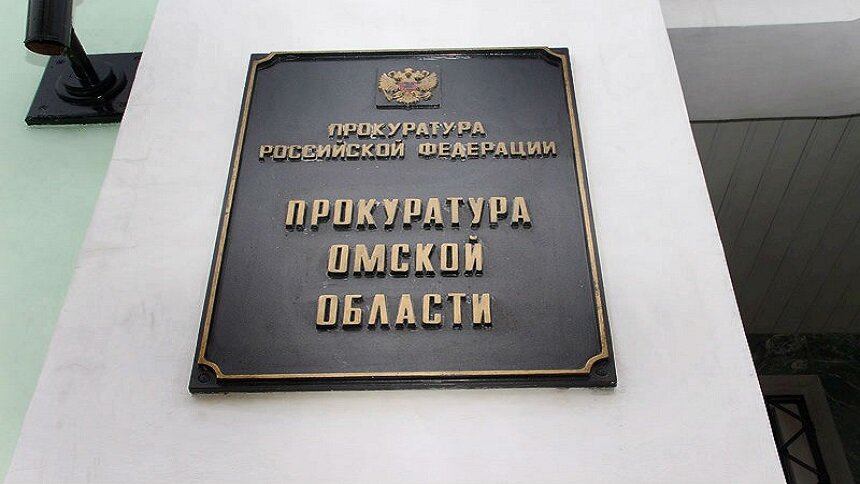 ПРОКУРАТУРА
РОССИЙСКОЙ ФЕДЕРАЦИИ
ПРОКУРАТУРА
ОМСКОЙ
ОБЛАСТИ